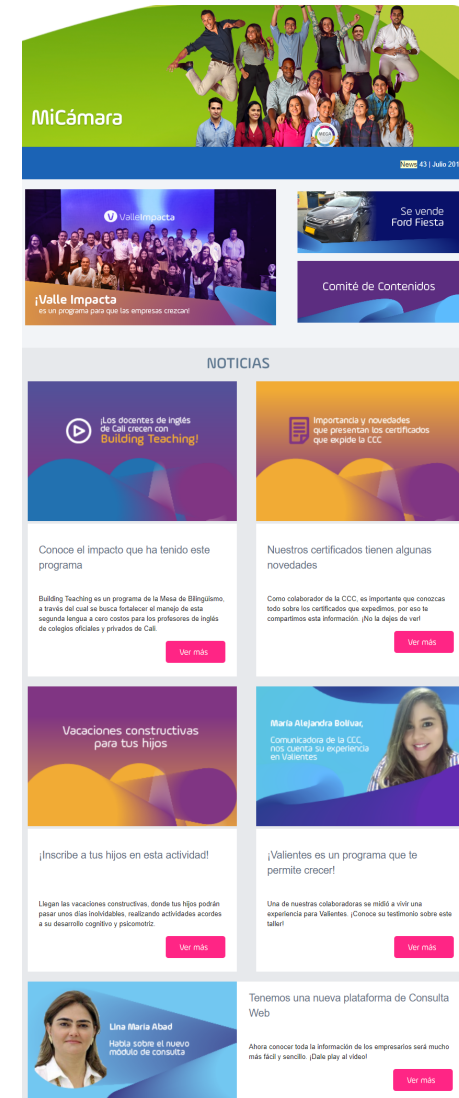 MiCámara
MESA
News 43 | Julio 201
ValleImpacta
¡Valle Impacta
es un programa para que las empresas crezcan!
Se vende
Ford Fiesta
Comité de Contenidos
NOTICIAS
¡Los docentes de inglés
de Cali crecen con
Building Teaching!
Importancia y novedades
que presentan los certificados
que expide la CCC
Conoce el impacto que ha tenido este
programa
Building Teaching es un programa de la Mesa de Bilingüismo,
a través del cual se busca fortalecer el manejo de esta
segunda lengua a cero costos para los profesores de inglés
de colegios oficiales y privados de Cali.
Ver más
Nuestros certificados tienen algunas
novedades
Como colaborador de la CCC, es importante que conozcas
todo sobre los certificados que expedimos, por eso te
compartimos esta información. ¡No la dejes de ver!
Ver más
Vacaciones constructivas
para tus hijos
María Alejandra Bolívar,
Comunicadora de la CCC,
nos cuenta su experiencia
en Valientes
¡Inscribe a tus hijos en esta actividad!
Llegan las vacaciones constructivas, donde tus hijos podrán
pasar unos días inolvidables, realizando actividades acordes
a su desarrollo cognitivo y psicomotriz.
Ver más
¡Valientes es un programa que te
permite crecer!
Una de nuestras colaboradoras se midió a vivir una
experiencia para Valientes. ¡Conoce su testimonio sobre este
taller!
Ver más
Lina María Abad
Habla sobre el nuevo
módulo de consulta
Tenemos una nueva plataforma de Consulta
Web
Ahora conocer toda la información de los empresarios será mucho
más fácil y sencillo. ¡Dale play al video!
Ver más